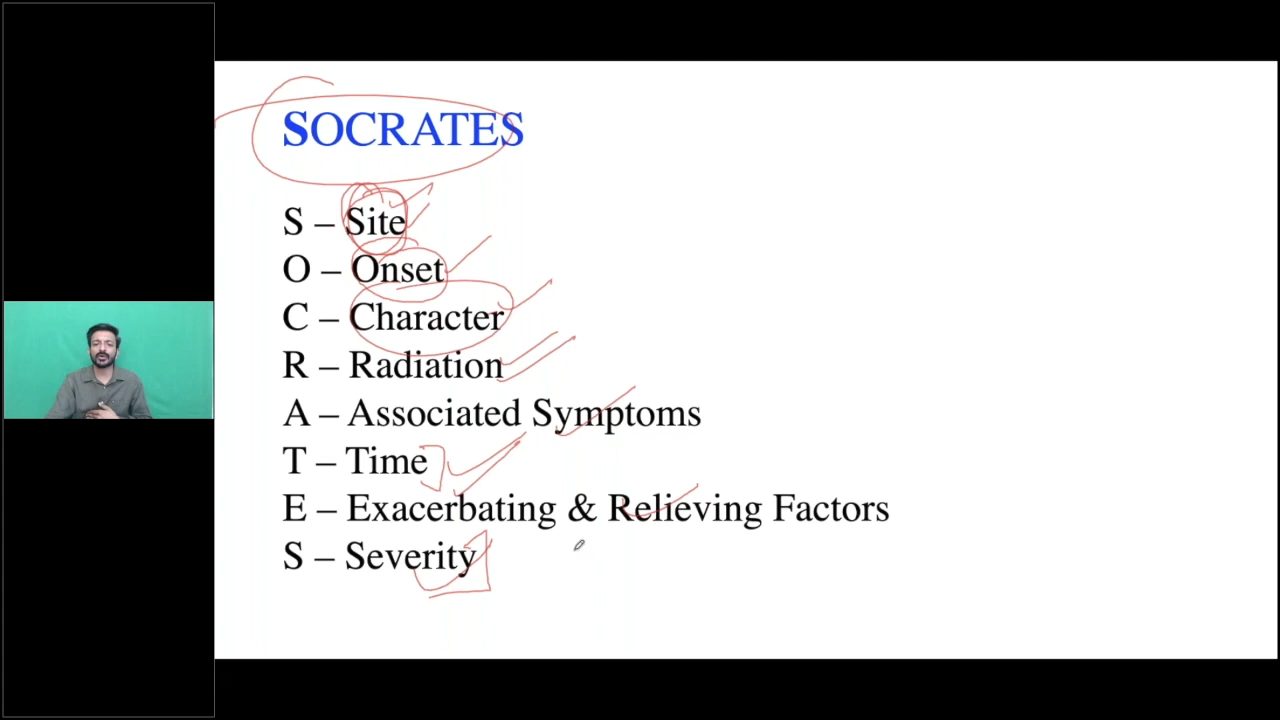 SOCRATES
S – Site
O – Onset
C – Character
R – Radiation
A – Associated Symptoms
T – Time
E – Exacerbating & Relieving Factors
S – Severity